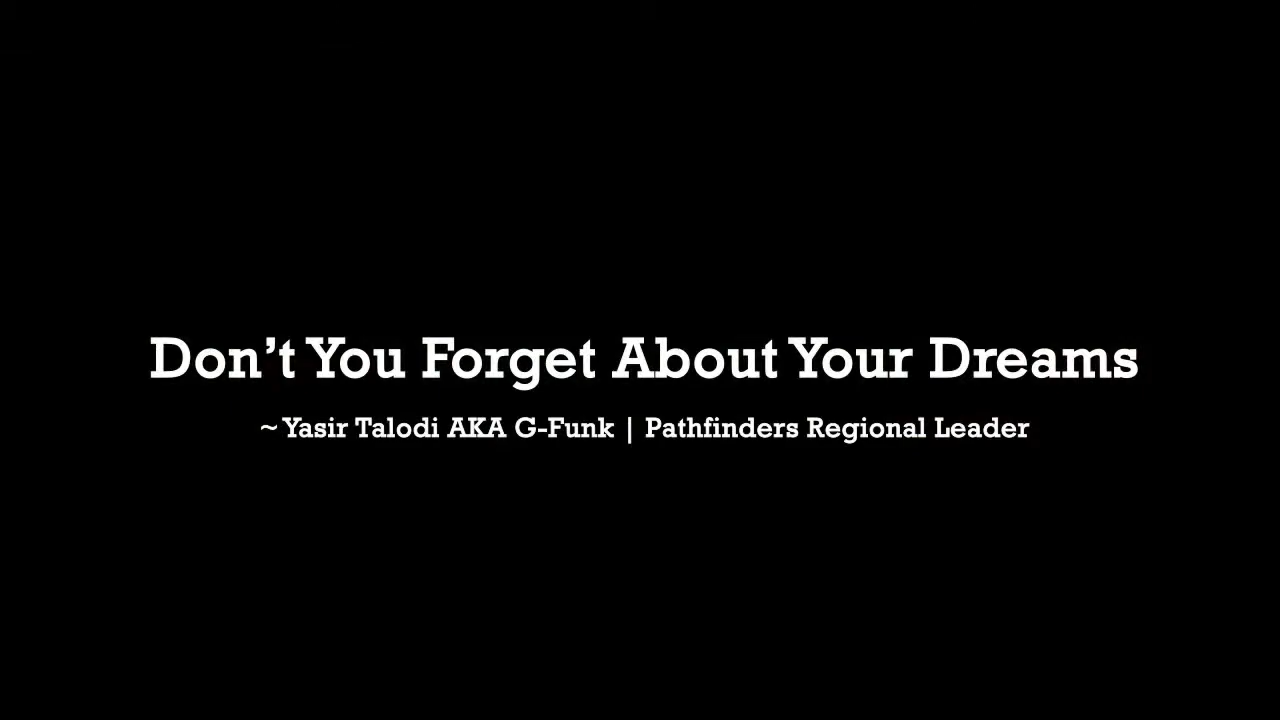 Don’t You Forget About Your Dreams
~Yasir Talodi AKA G-Funk | Pathfinders Regional Leader